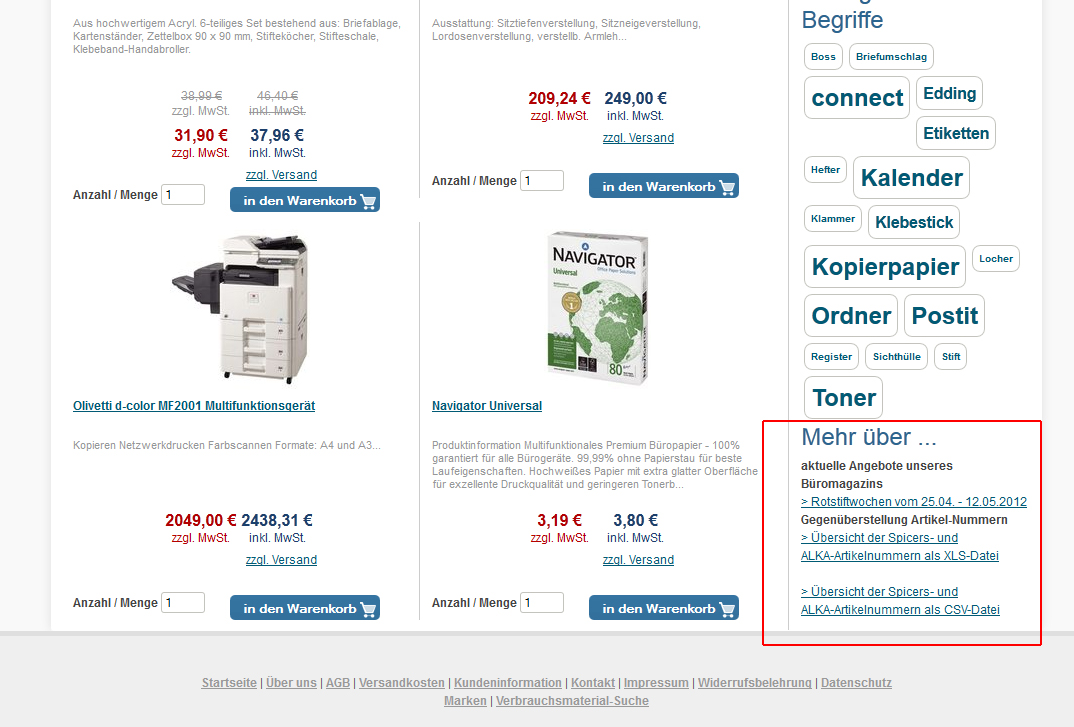 Aus hochwertigem Acryl. 6-teiliges Set bestehend aus: Briefablage,
Kartenständer, Zettelbox 90 x 90 mm, Stifteköcher, Stifteschale,
Klebeband-Handabroller.
38,99 € 46,40 €
zzgl. MwSt. inkl. MwSt.
31,90 € 37,96 €
zzgl. MwSt. inkl. MwSt.
zzgl. Versand
Anzahl / Menge 1 in den Warenkorb
Ausstattung: Sitztiefenverstellung, Sitzneigeverstellung,
Lordosenverstellung, verstellb. Armleh...
209,24 € 249,00 €
zzgl. MwSt. inkl. MwSt.
zzgl. Versand
Anzahl / Menge 1 in den Warenkorb
Olivetti d-color MF2001 Multifunktionsgerät
Kopieren Netzwerkdrucken Farbscannen Formate: A4 und A3...
2049,00 € 2438,31 €
zzgl. MwSt. inkl. MwSt.
zzgl. Versand
Anzahl / Menge 1 in den Warenkorb
NAVIGATOR
Office Paper Solutions
Universal
80
Navigator Universal
Produktinformation Multifunktionales Premium Büropapier - 100%
garantiert für alle Bürogeräte. 99,99% ohne Papierstau für beste
Laufeigenschaften. Hochweißes Papier mit extra glatter Oberfläche
für exzellente Druckqualität und geringeren Tonerb...
3,19 € 3,80 €
zzgl. MwSt. inkl. MwSt.
zzgl. Versand
Anzahl / Menge 1 in den Warenkorb
Begriffe
Boss Briefumschlag
connect Edding
Etiketten
Hefter Kalender
Klammer Klebestick
Kopierpapier Locher
Ordner Postit
Register Sichthülle Stift
Toner
Mehr über ...
aktuelle Angebote unseres
Büromagazins
> Rotstiftwochen vom 25.04. - 12.05.2012
Gegenüberstellung Artikel-Nummern
> Übersicht der Spicers- und
ALKA-Artikelnummern als XLS-Datei
> Übersicht der Spicers- und
ALKA-Artikelnummern als CSV-Datei
Startseite | Über uns | AGB | Versandkosten | Kundeninformation | Kontakt | Impressum | Widerrufsbelehrung | Datenschutz
Marken | Verbrauchsmaterial-Suche